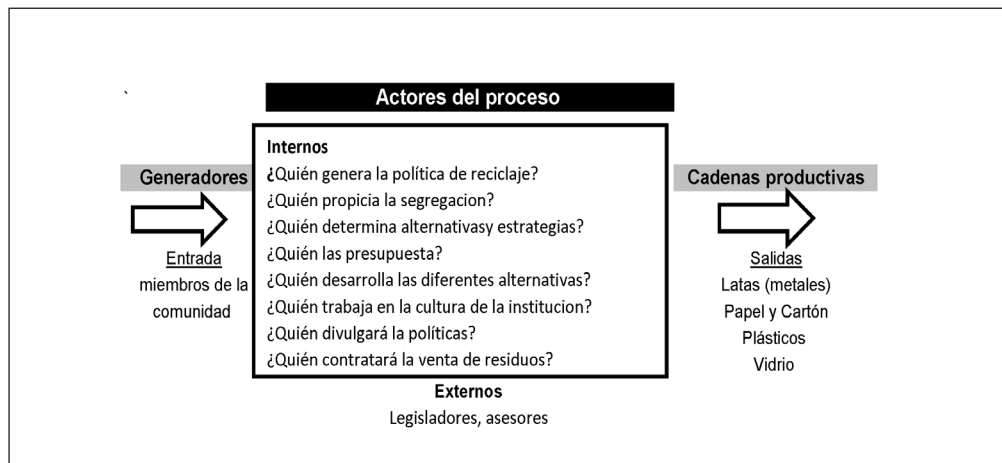 Actores del proceso
Generadores
Entrada
miembros de la
comunidad
Internos
¿Quién genera la política de reciclaje?
¿Quién propicia la segregacion?
¿Quién determina alternativasy estrategias?
¿Quién las presupuesta?
¿Quién desarrolla las diferentes alternativas?
¿Quién trabaja en la cultura de la institucion?
¿Quién divulgará la políticas?
¿Quién contratará la venta de residuos?
Externos
Legisladores, asesores
Cadenas productivas
Salidas
Latas (metales)
Papel y Cartón
Plásticos
Vidrio